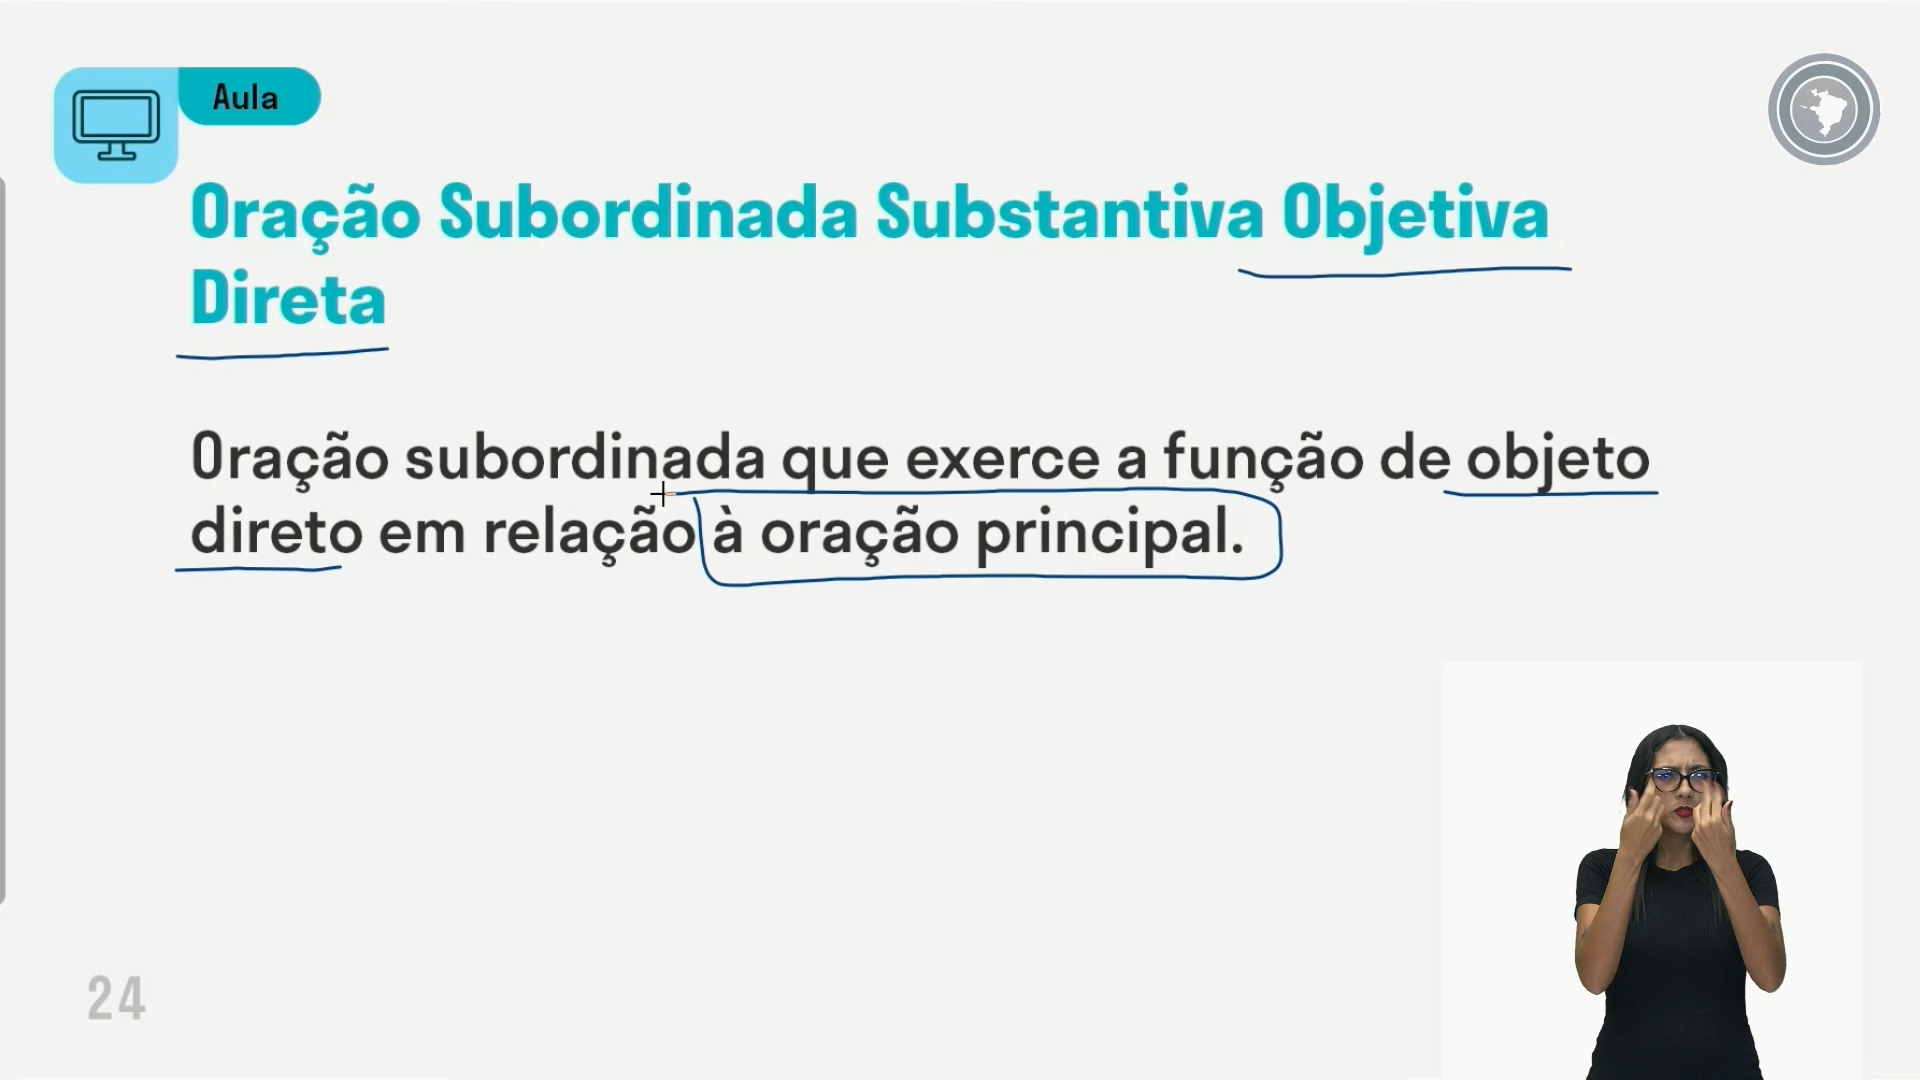 Aula
Oração Subordinada Substantiva Objetiva
Direta
Oração subordinada que exerce a função de objeto
direto em relação à oração principal.
24